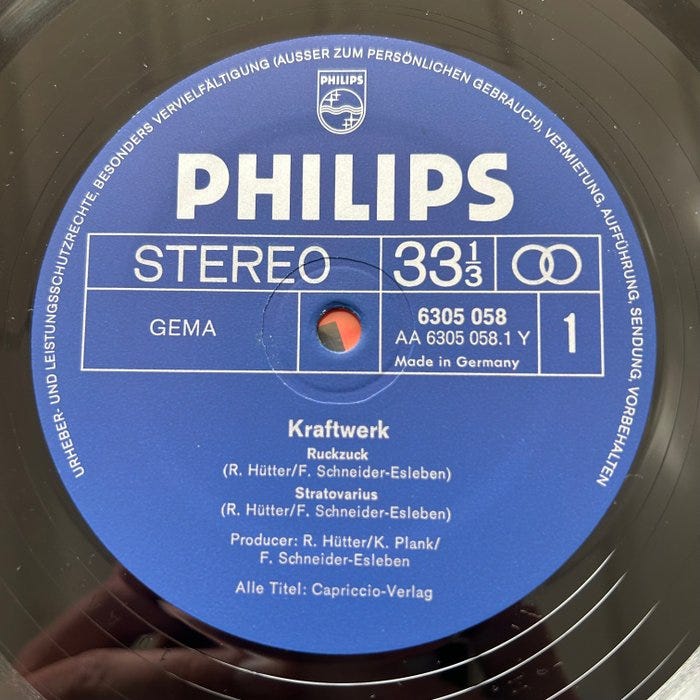 URHEBER- UND LEISTUNGSSCHUTZRECHTE, BESONDERS VERVIELFÄLTIGUNG (AUSSER ZUM PERSÖNLICHEN GEBRAUCH), VERMIETUNG, AUFFÜHRUNG, SENDUNG, VORBEHALTEN
PHILIPS
PHILIPS
STEREO 33⅓
GEMA
6305 058
AA 6305 058.1 Y
Made in Germany
1
Kraftwerk
Ruckzuck
(R. Hütter/F. Schneider-Esleben)
Stratovarius
(R. Hütter/F. Schneider-Esleben)
Producer: R. Hütter/K. Plank/
F. Schneider-Esleben
Alle Titel: Capriccio-Verlag